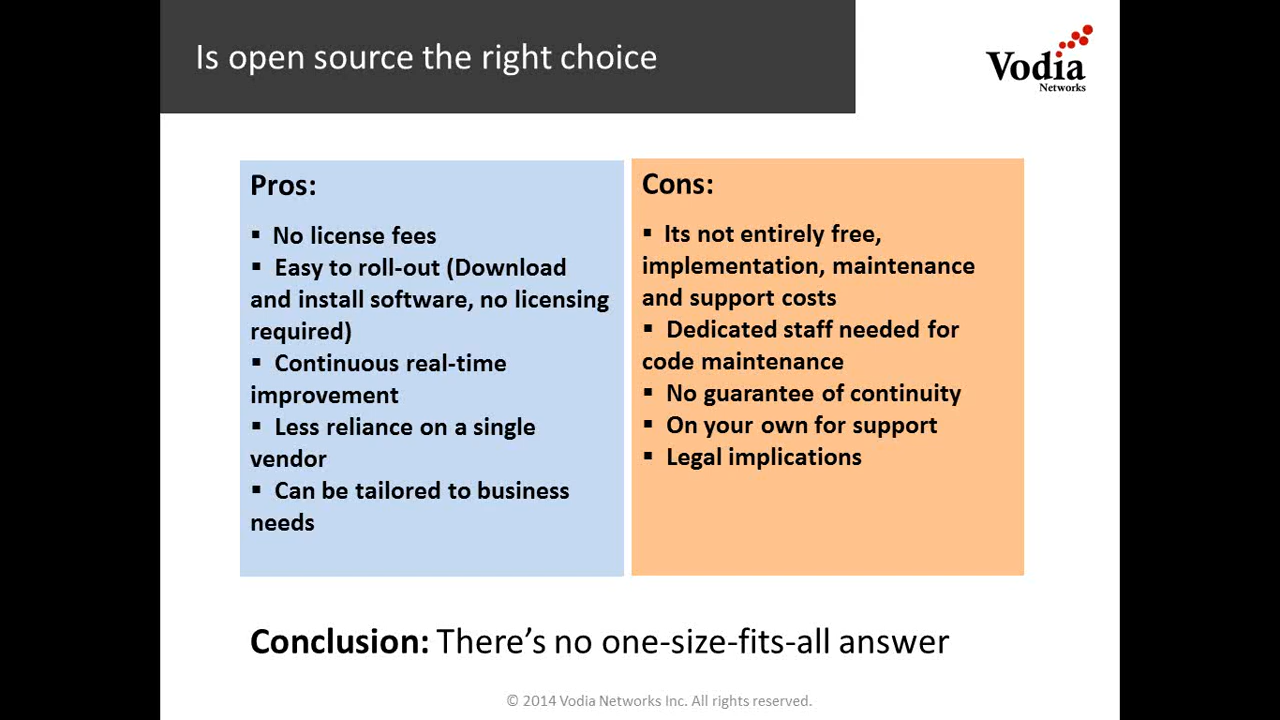 Is open source the right choice
Vodia
Networks
Pros:
▪ No license fees
▪ Easy to roll-out (Download
and install software, no licensing
required)
▪ Continuous real-time
improvement
▪ Less reliance on a single
vendor
▪ Can be tailored to business
needs
Cons:
▪ Its not entirely free,
implementation, maintenance
and support costs
▪ Dedicated staff needed for
code maintenance
▪ No guarantee of continuity
▪ On your own for support
▪ Legal implications
Conclusion: There’s no one-size-fits-all answer
© 2014 Vodia Networks Inc. All rights reserved.